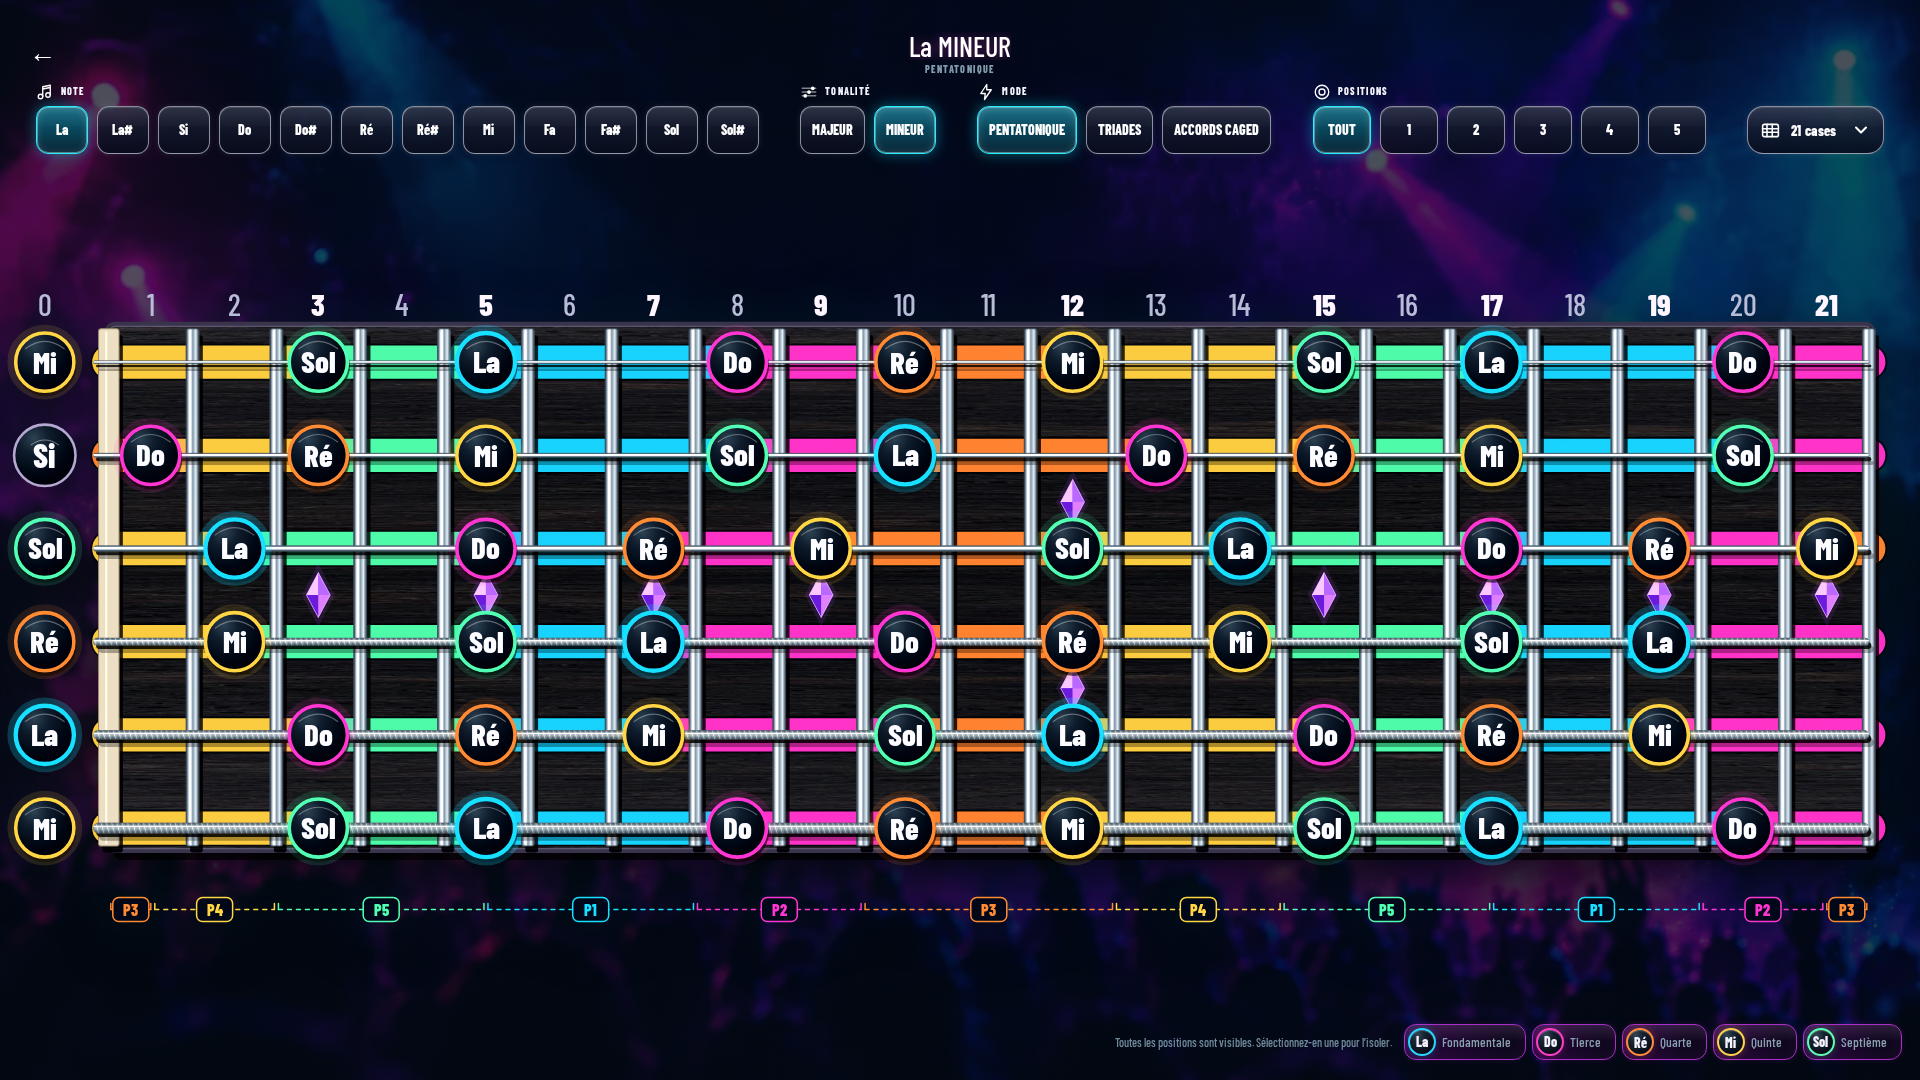 ←
La MINEUR
PENTATONIQUE
NOTE
La La# Si Do Do# Ré Ré# Mi Fa Fa# Sol Sol#
TONALITÉ
MAJEUR MINEUR
MODE
PENTATONIQUE TRIADES ACCORDS CAGED
POSITIONS
TOUT 1 2 3 4 5
21 cases
0 1 2 3 4 5 6 7 8 9 10 11 12 13 14 15 16 17 18 19 20 21
Mi Sol La Do Ré Mi Sol La Do
Si Do Ré Mi Sol La Do Ré Mi Sol
Sol La Do Ré Mi Sol La Do Ré Mi
Ré Mi Sol La Do Ré Mi Sol La
La Do Ré Mi Sol La Do Ré Mi
Mi Sol La Do Ré Mi Sol La Do
P3 P4 P5 P1 P2 P3 P4 P5 P1 P2 P3
Toutes les positions sont visibles. Sélectionnez-en une pour l'isoler.
La Fondamentale Do Tierce Ré Quarte Mi Quinte Sol Septième